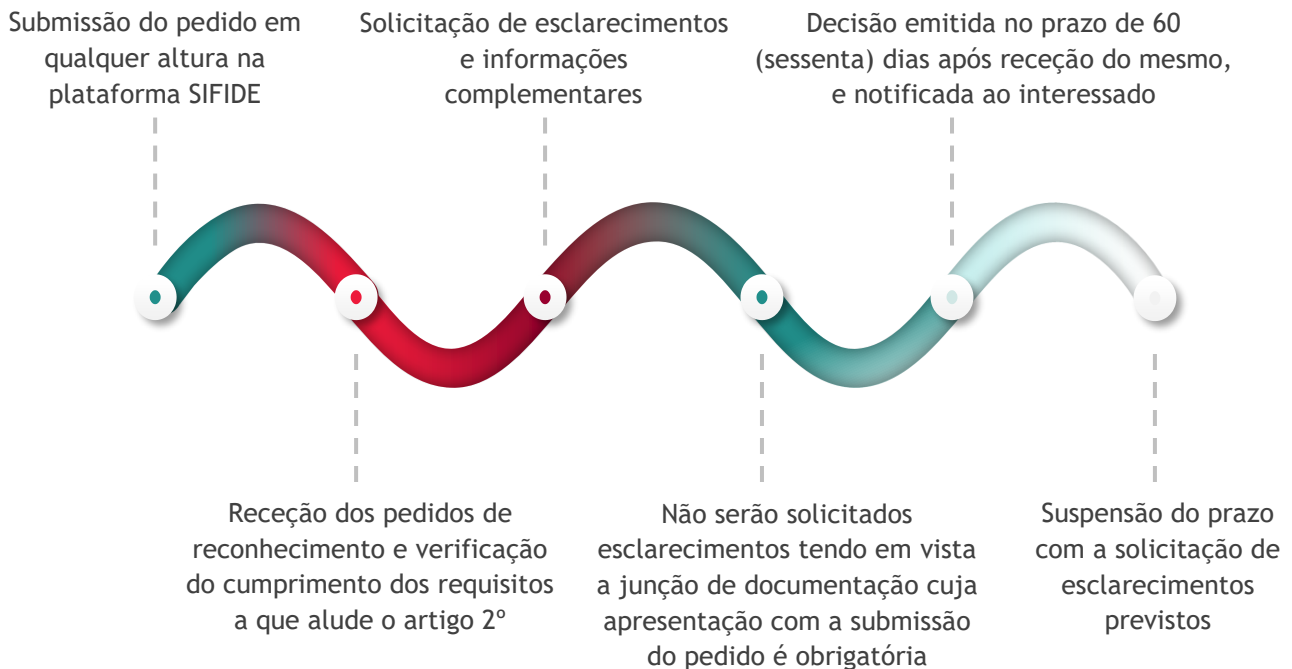 Submissão do pedido em
qualquer altura na
plataforma SIFIDE
Solicitação de esclarecimentos
e informações
complementares
Decisão emitida no prazo de 60
(sessenta) dias após receção do mesmo,
e notificada ao interessado
Receção dos pedidos de
reconhecimento e verificação
do cumprimento dos requisitos
a que alude o artigo 2º
Não serão solicitados
esclarecimentos tendo em vista
a junção de documentação cuja
apresentação com a submissão
do pedido é obrigatória
Suspensão do prazo
com a solicitação de
esclarecimentos
previstos